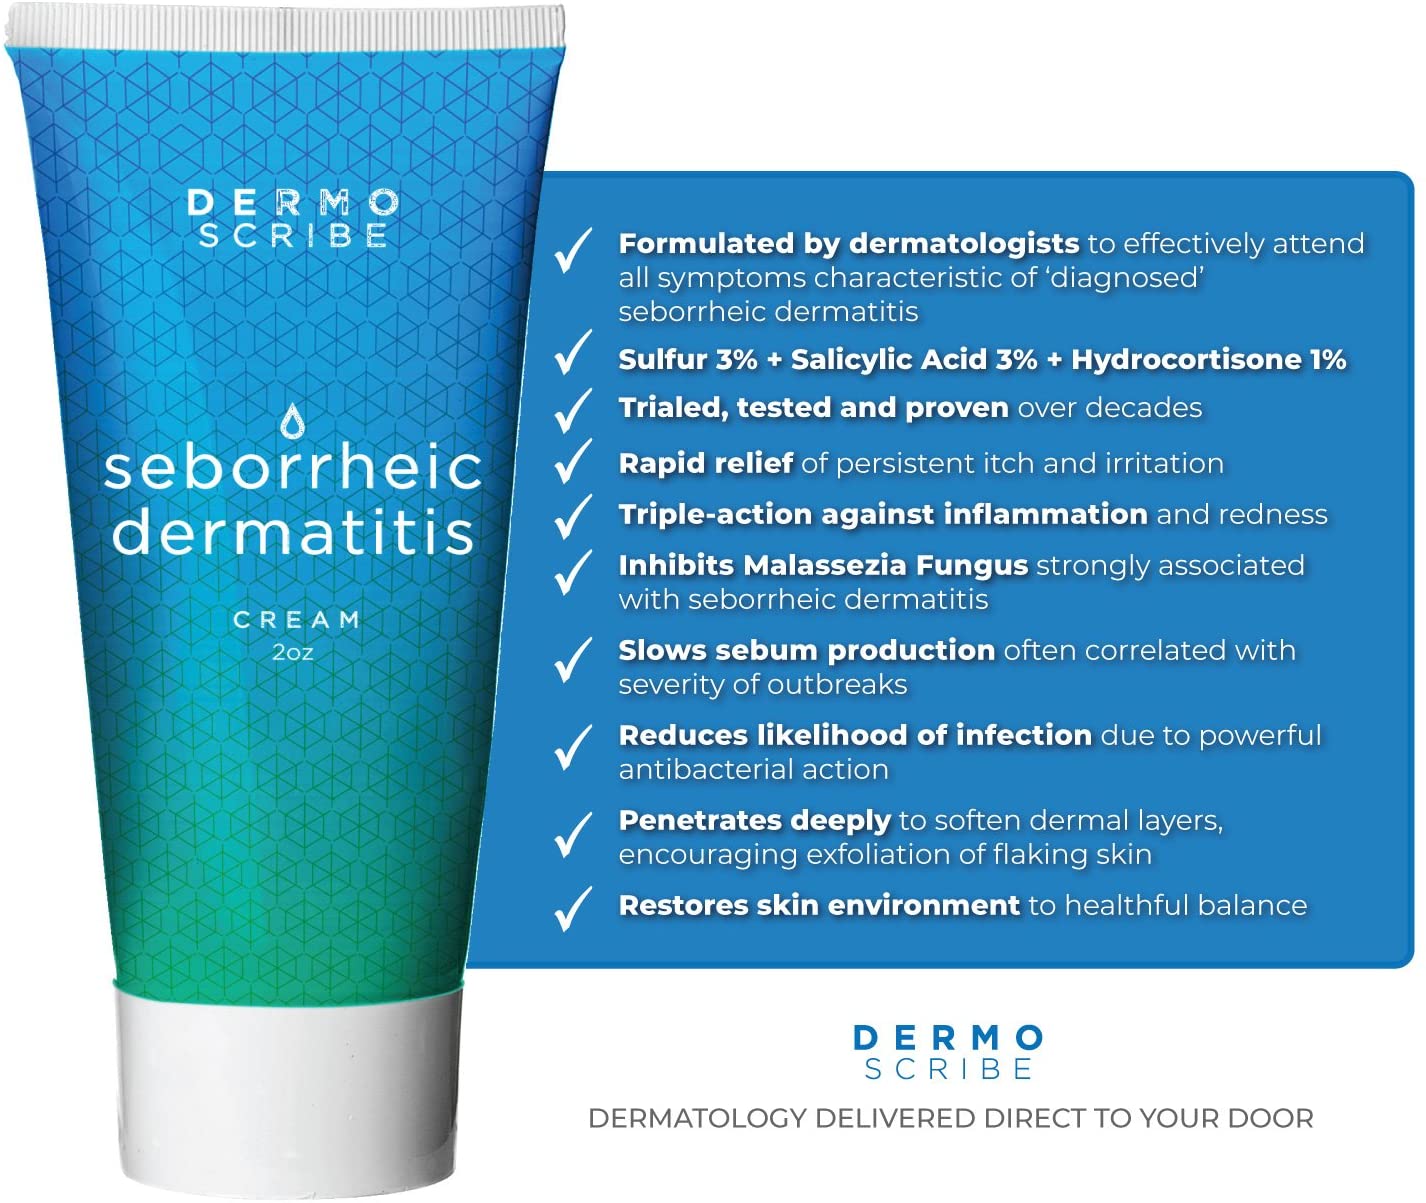 DERMO
SCRIBE
seborrheic
dermatitis
CREAM
2oz
Formulated by dermatologists to effectively attend
all symptoms characteristic of ‘diagnosed’
seborrheic dermatitis
Sulfur 3% + Salicylic Acid 3% + Hydrocortisone 1%
Trialed, tested and proven over decades
Rapid relief of persistent itch and irritation
Triple-action against inflammation and redness
Inhibits Malassezia Fungus strongly associated
with seborrheic dermatitis
Slows sebum production often correlated with
severity of outbreaks
Reduces likelihood of infection due to powerful
antibacterial action
Penetrates deeply to soften dermal layers,
encouraging exfoliation of flaking skin
Restores skin environment to healthful balance
DERMO
SCRIBE
DERMATOLOGY DELIVERED DIRECT TO YOUR DOOR